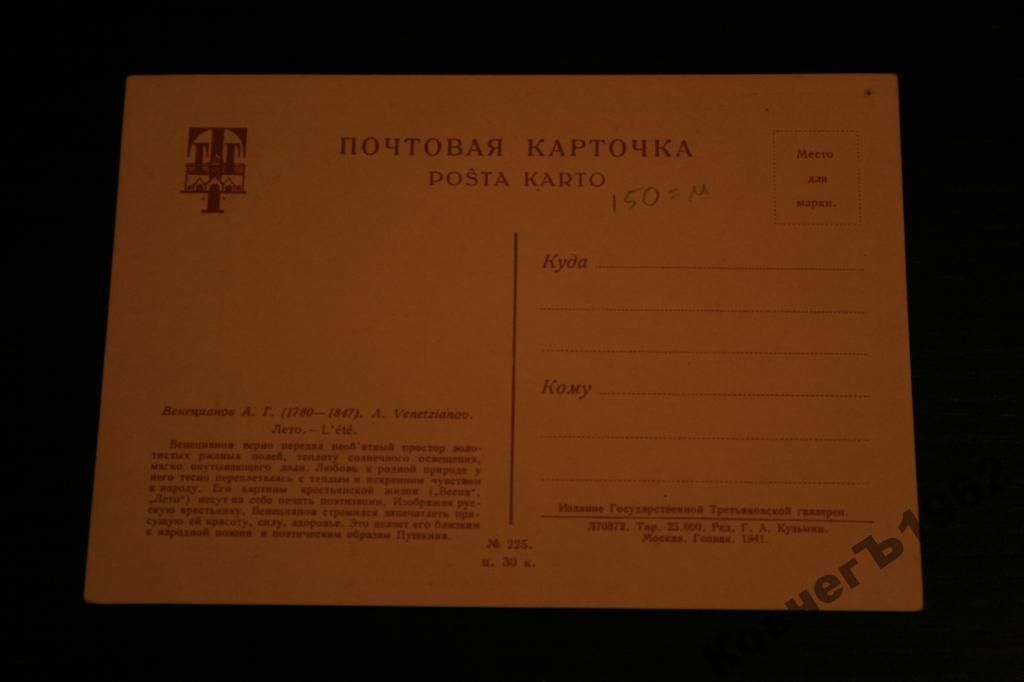 ПОЧТОВАЯ КАРТОЧКА
POŜTA KARTO
150=м
Место
для
марки.
Куда
Кому
Венецианов А. Г. (1780—1847). A. Venetzianov.
Лето.—L'été.
Венецианов верно передал необ'ятный простор золо-
тистых ржаных полей, теплоту солнечного освещения,
мягко окутывающего дали. Любовь к родной природе у
него тесно переплеталась с теплым и искренним чувством
к народу. Его картины крестьянской жизни („Весна",
„Лето") несут на себе печать поэтизации. Изображая рус-
скую крестьянку, Венецианов стремился запечатлеть при-
сущую ей красоту, силу, здоровье. Это делает его близким
к народной поэзии и поэтическим образам Пушкина.
№ 225.
ц. 30 к.
Издание Государственной Третьяковской галлереи.
Л70872. Тир. 25.000. Ред. Г. А. Кузьмин.
Москва. Гознак. 1941.
КовчегЪ1952